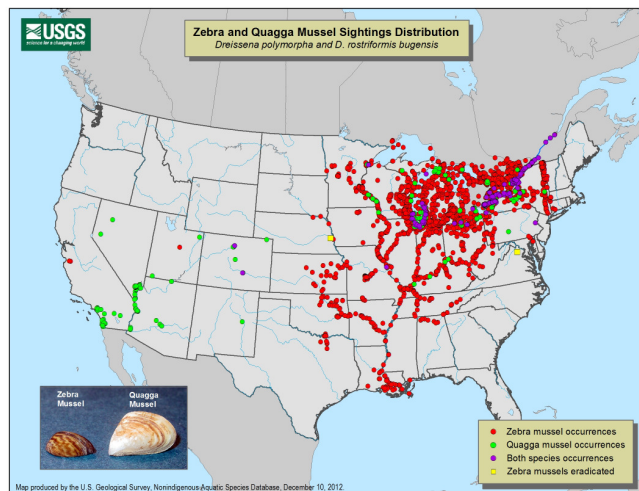 USGS
science for a changing world
Zebra and Quagga Mussel Sightings Distribution
Dreissena polymorpha and D. rostriformis bugensis
Zebra
Mussel
Quagga
Mussel
Zebra mussel occurrences
Quagga mussel occurrences
Both species occurrences
Zebra mussels eradicated
Map produced by the U.S. Geological Survey, Nonindigenous Aquatic Species Database, December 10, 2012.